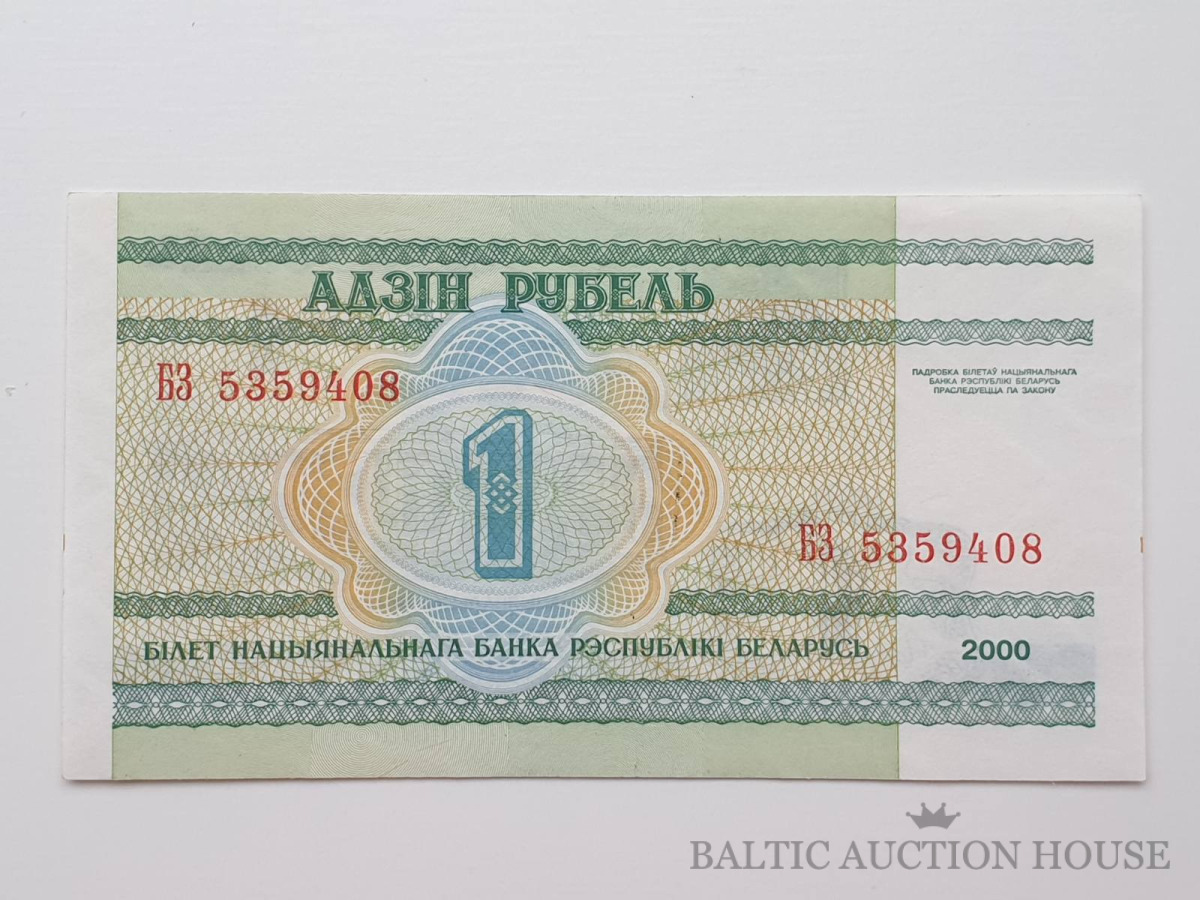 АДЗІН РУБЕЛЬ
БЗ 5359408
ПАДРОБКА БІЛЕТАЎ НАЦЫЯНАЛЬНАГА
БАНКА РЭСПУБЛІКІ БЕЛАРУСЬ
ПРАСЛЕДУЕЦЦА ПА ЗАКОНУ
1
БЗ 5359408
БІЛЕТ НАЦЫЯНАЛЬНАГА БАНКА РЭСПУБЛІКІ БЕЛАРУСЬ 2000
BALTIC AUCTION HOUSE